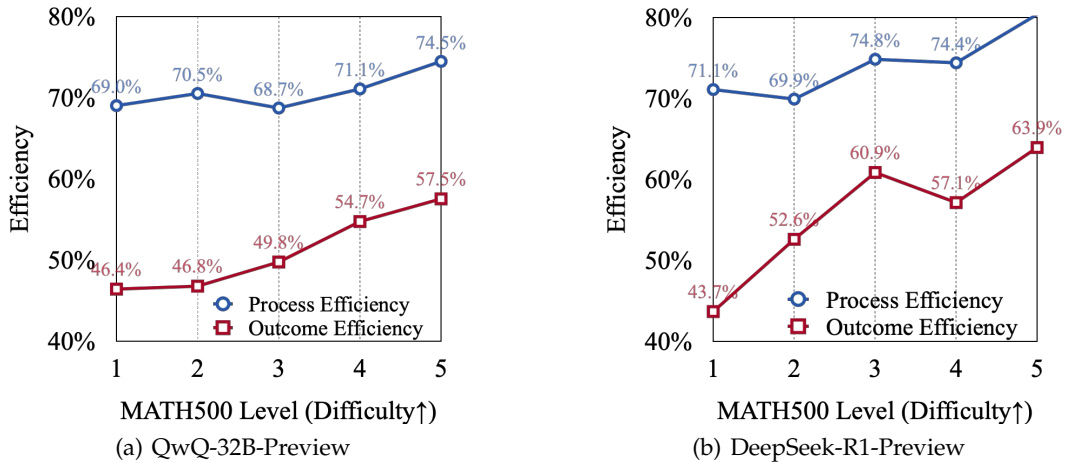 80%
70%
60%
50%
40%
Efficiency
69.0%
70.5%
68.7%
71.1%
74.5%
46.4%
46.8%
49.8%
54.7%
57.5%
Process Efficiency
Outcome Efficiency
1 2 3 4 5
MATH500 Level (Difficulty↑)
(a) QwQ-32B-Preview
80%
70%
60%
50%
40%
Efficiency
71.1%
69.9%
74.8%
74.4%
43.7%
52.6%
60.9%
57.1%
63.9%
Process Efficiency
Outcome Efficiency
1 2 3 4 5
MATH500 Level (Difficulty↑)
(b) DeepSeek-R1-Preview